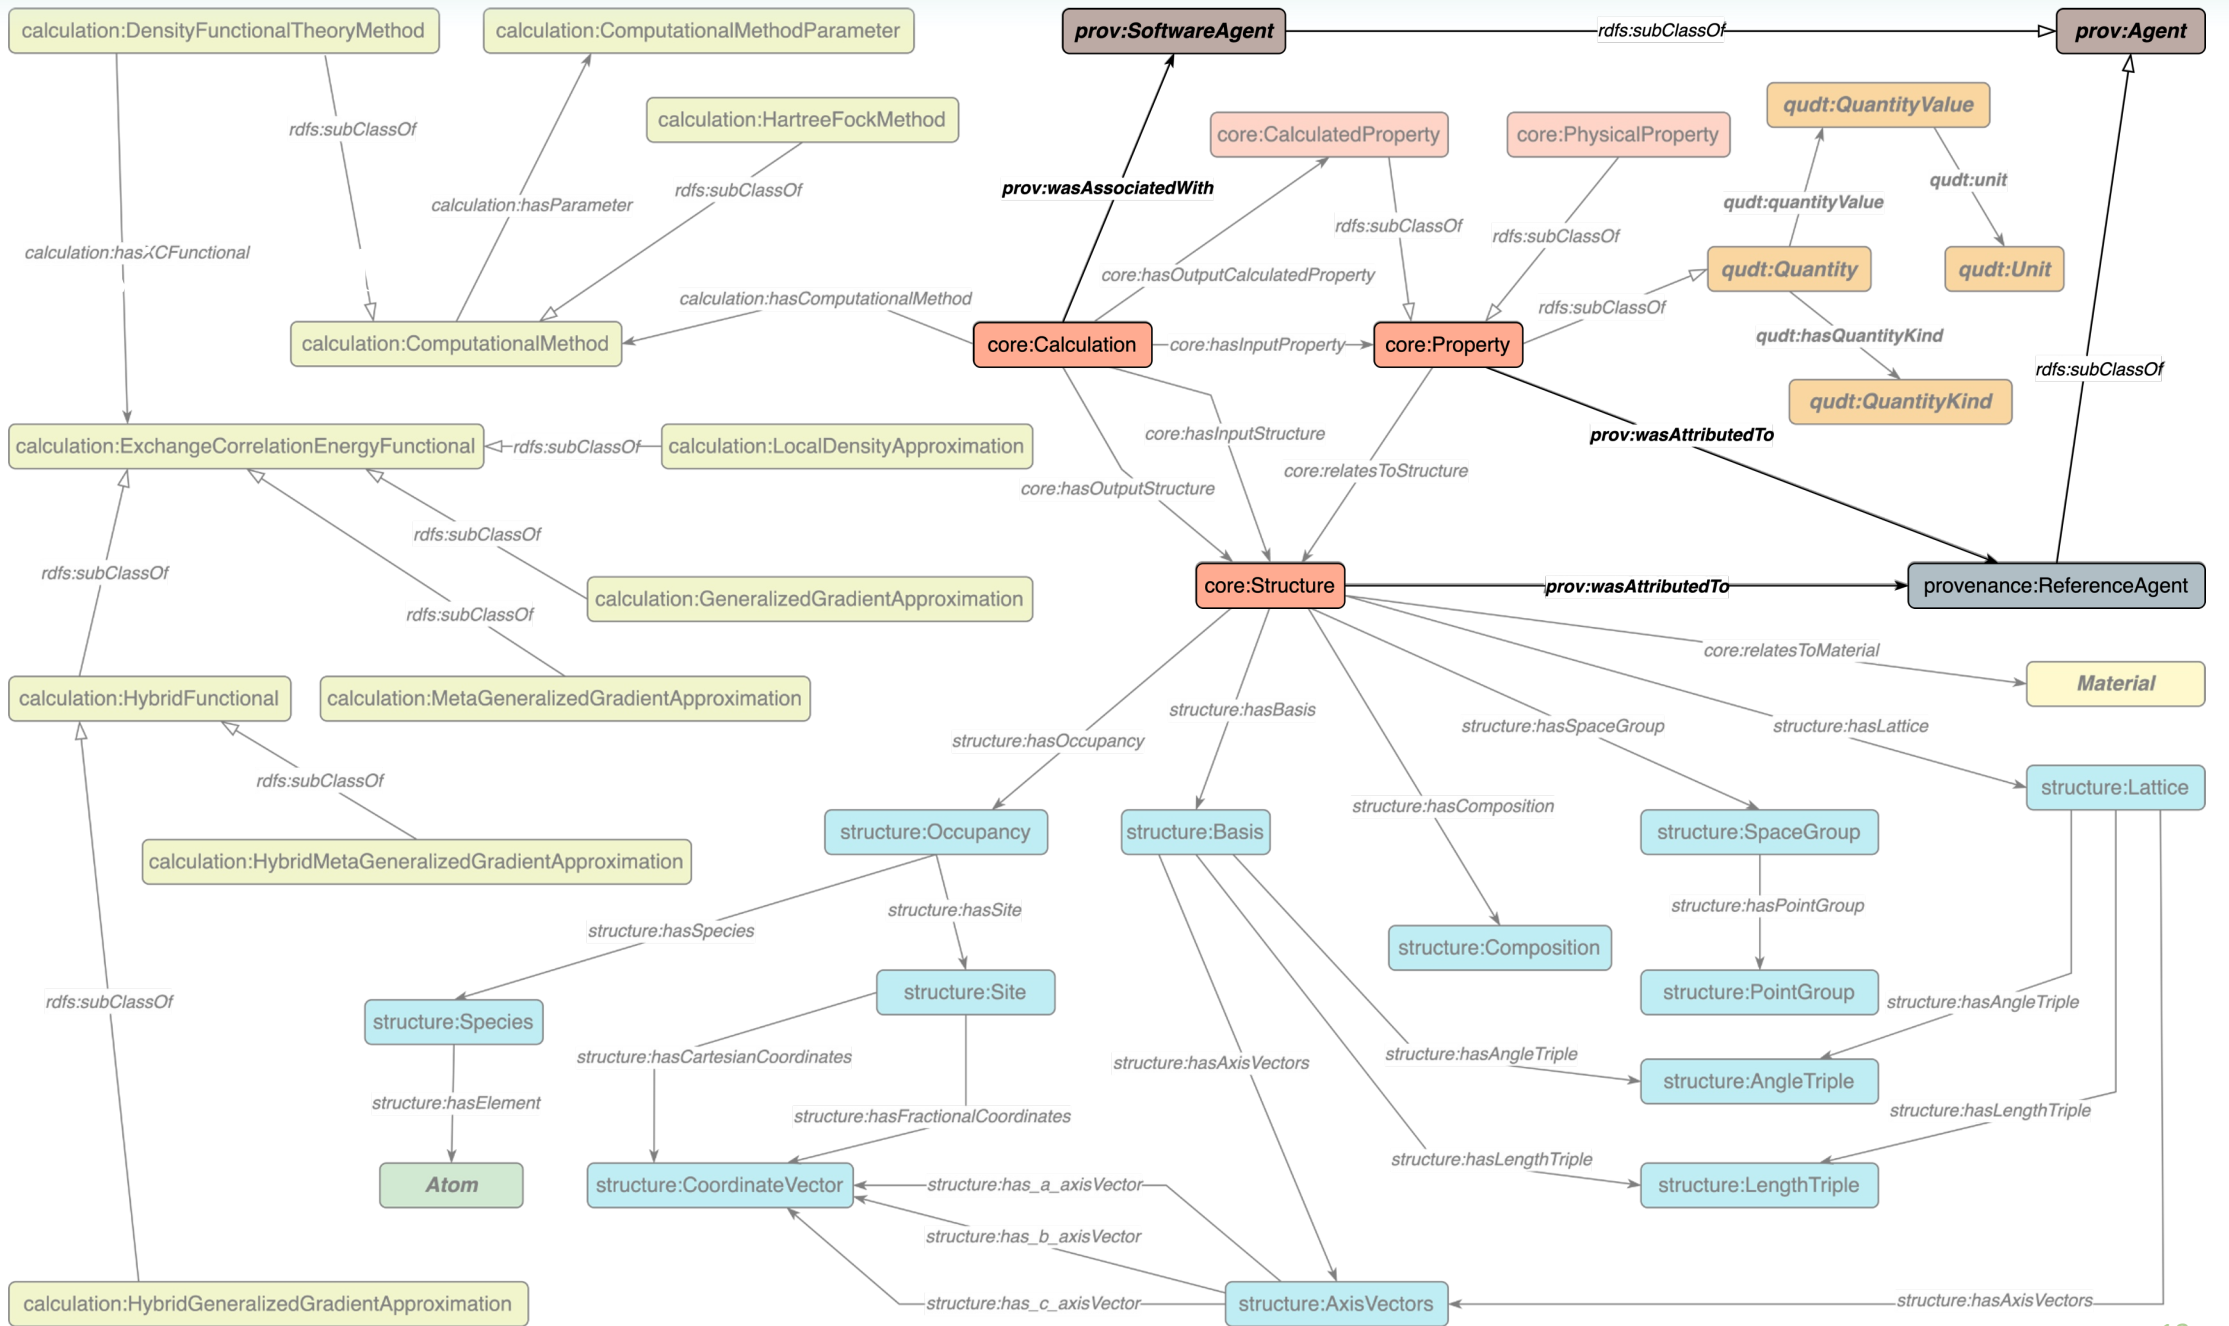 calculation:DensityFunctionalTheoryMethod
calculation:ComputationalMethodParameter
prov:SoftwareAgent
rdfs:subClassOf
prov:Agent
calculation:HartreeFockMethod
qudt:QuantityValue
rdfs:subClassOf
core:CalculatedProperty
core:PhysicalProperty
rdfs:subClassOf
prov:wasAssociatedWith
qudt:unit
calculation:hasParameter
qudt:quantityValue
rdfs:subClassOf
rdfs:subClassOf
calculation:hasXCFunctional
core:hasOutputCalculatedProperty
qudt:Quantity
qudt:Unit
calculation:hasComputationalMethod
rdfs:subClassOf
qudt:hasQuantityKind
calculation:ComputationalMethod
core:Calculation
core:hasInputProperty
core:Property
rdfs:subClassOf
qudt:QuantityKind
core:hasInputStructure
prov:wasAttributedTo
calculation:ExchangeCorrelationEnergyFunctional
rdfs:subClassOf
calculation:LocalDensityApproximation
core:relatesToStructure
core:hasOutputStructure
rdfs:subClassOf
rdfs:subClassOf
core:Structure
prov:wasAttributedTo
provenance:ReferenceAgent
calculation:GeneralizedGradientApproximation
rdfs:subClassOf
core:relatesToMaterial
Material
calculation:HybridFunctional
calculation:MetaGeneralizedGradientApproximation
structure:hasBasis
structure:hasSpaceGroup
structure:hasLattice
structure:hasOccupancy
rdfs:subClassOf
structure:Lattice
structure:hasComposition
structure:Occupancy
structure:Basis
structure:SpaceGroup
calculation:HybridMetaGeneralizedGradientApproximation
structure:hasPointGroup
structure:hasSite
structure:hasSpecies
structure:Composition
structure:Site
structure:PointGroup
rdfs:subClassOf
structure:hasAngleTriple
structure:Species
structure:hasCartesianCoordinates
structure:hasAxisVectors
structure:hasAngleTriple
structure:AngleTriple
structure:hasElement
structure:hasFractionalCoordinates
structure:hasLengthTriple
structure:hasLengthTriple
Atom
structure:CoordinateVector
structure:has_a_axisVector
structure:LengthTriple
structure:has_b_axisVector
calculation:HybridGeneralizedGradientApproximation
structure:has_c_axisVector
structure:AxisVectors
structure:hasAxisVectors